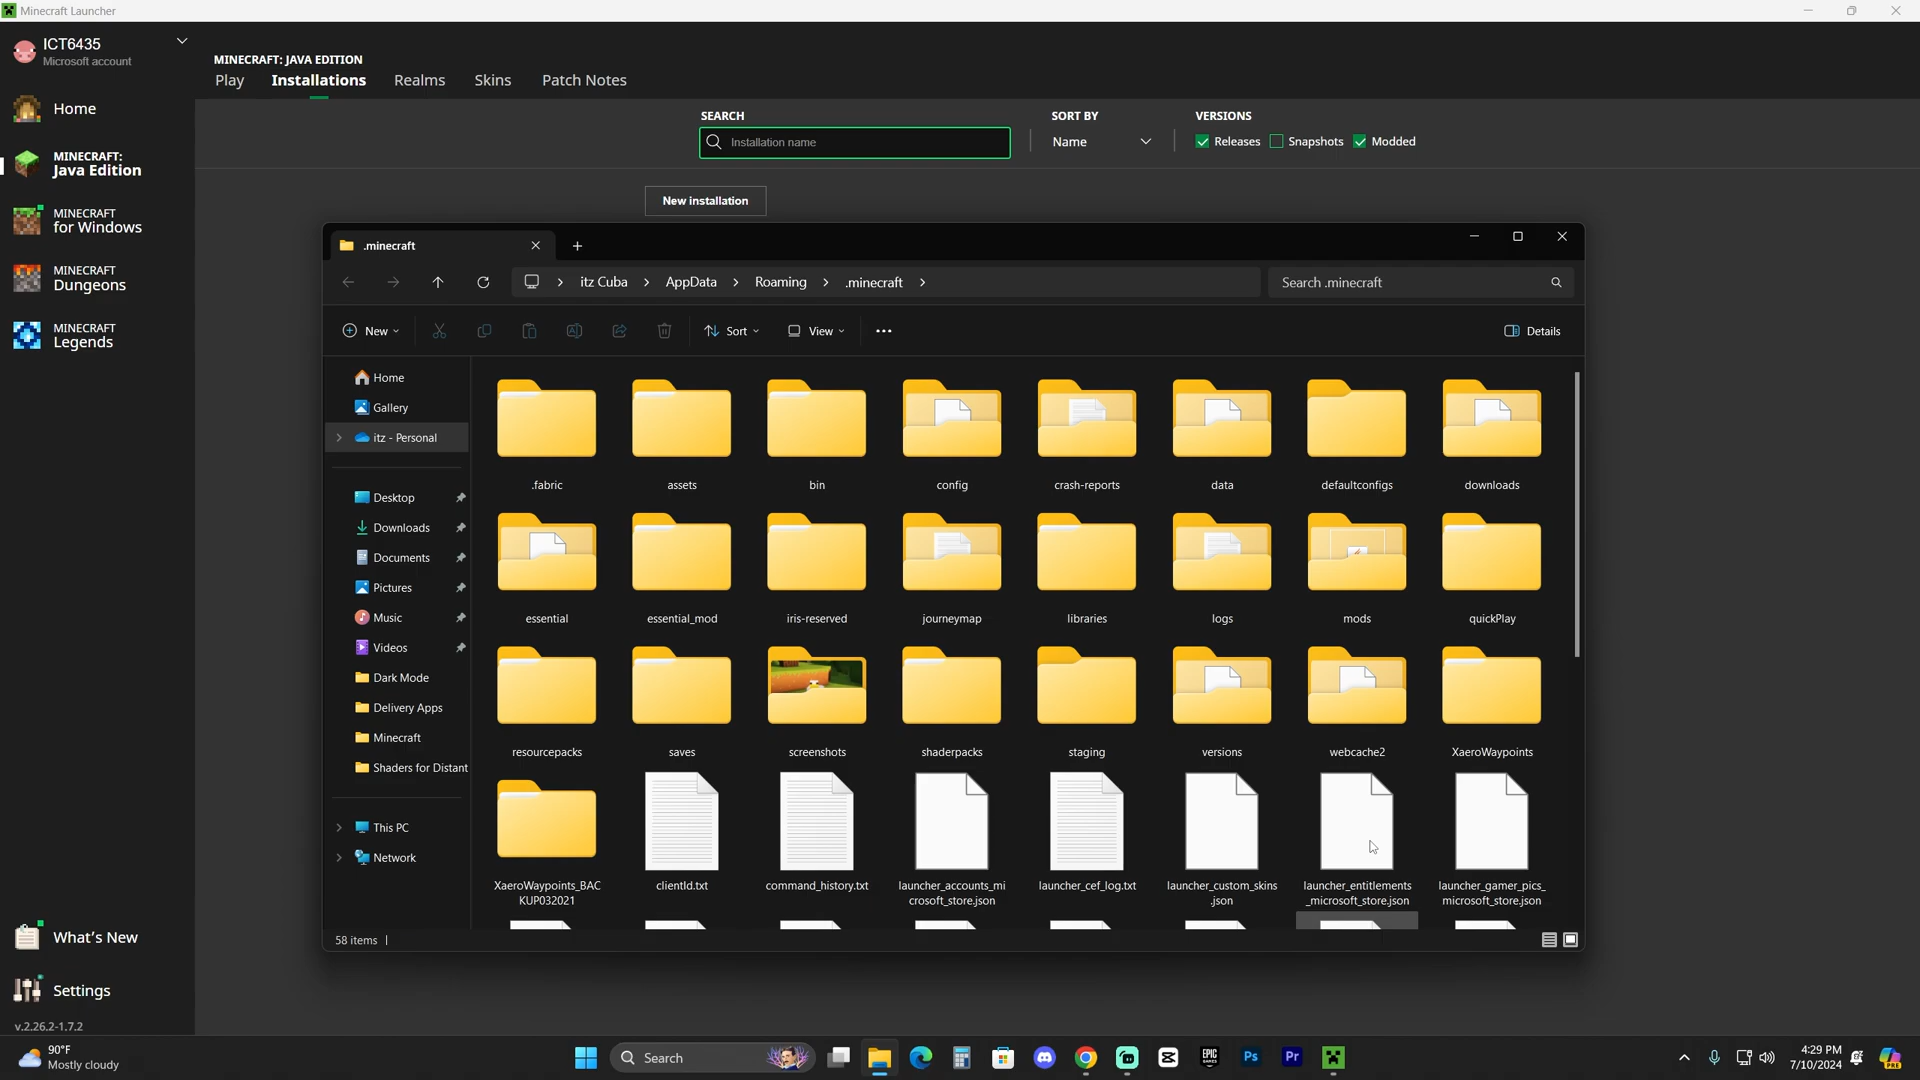 Minecraft Launcher
ICT6435
Microsoft account
MINECRAFT: JAVA EDITION
Play Installations Realms Skins Patch Notes
Home
MINECRAFT:
Java Edition
MINECRAFT
for Windows
MINECRAFT
Dungeons
MINECRAFT
Legends
What's New
Settings
v.2.26.2-1.7.2
SEARCH
Installation name
SORT BY
Name
VERSIONS
Releases Snapshots Modded
New installation
.minecraft
itz Cuba > AppData > Roaming > .minecraft >
Search .minecraft
New Sort View Details
Home
Gallery
itz - Personal
Desktop
Downloads
Documents
Pictures
Music
Videos
Dark Mode
Delivery Apps
Minecraft
Shaders for Distant
This PC
Network
.fabric assets bin config crash-reports data defaultconfigs downloads
essential essential_mod iris-reserved journeymap libraries logs mods quickPlay
resourcepacks saves screenshots shaderpacks staging versions webcache2 XaeroWaypoints
XaeroWaypoints_BAC
KUP032021
clientId.txt
command_history.txt
launcher_accounts_mi
crosoft_store.json
launcher_cef_log.txt
launcher_custom_skins
.json
launcher_entitlements
_microsoft_store.json
launcher_gamer_pics_
microsoft_store.json
58 items
90°F
Mostly cloudy
Search
EPIC
GAMES
Ps
Pr
4:29 PM
7/10/2024
PRE